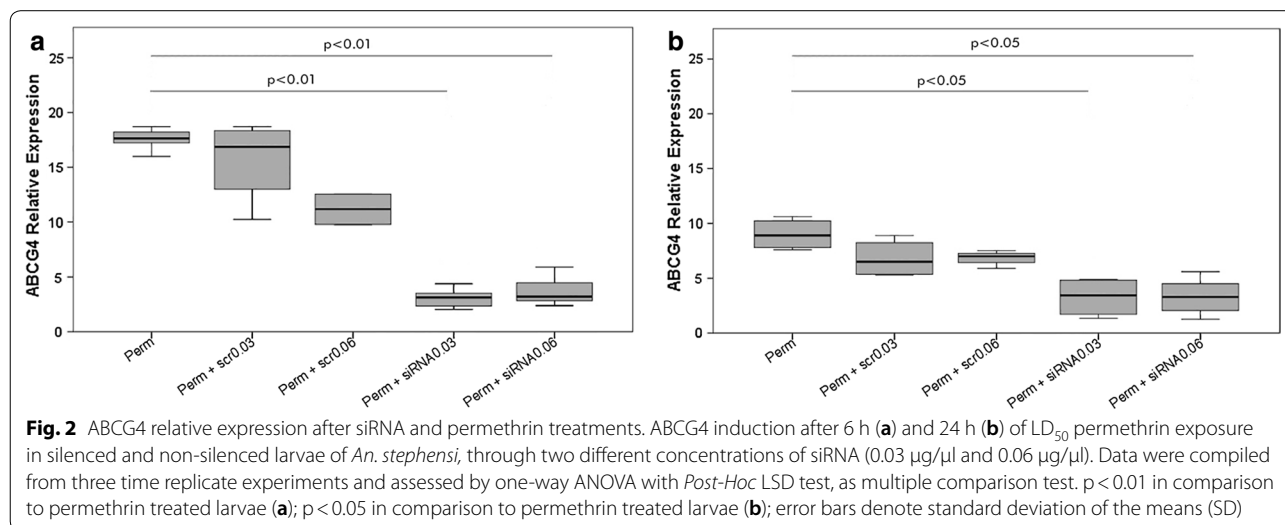 a
p<0.01
p<0.01
ABCG4 Relative Expression
25
20
15
10
5
0
Perm
Perm + scr0.03
Perm + scr0.06
Perm + siRNA0.03
Perm + siRNA0.06
b
p<0.05
p<0.05
ABCG4 Relative Expression
25
20
15
10
5
0
Perm
Perm + scr0.03
Perm + scr0.06
Perm + siRNA0.03
Perm + siRNA0.06
Fig. 2 ABCG4 relative expression after siRNA and permethrin treatments. ABCG4 induction after 6 h (a) and 24 h (b) of LD50 permethrin exposure
in silenced and non-silenced larvae of An. stephensi, through two different concentrations of siRNA (0.03 µg/µl and 0.06 µg/µl). Data were compiled
from three time replicate experiments and assessed by one-way ANOVA with Post-Hoc LSD test, as multiple comparison test. p < 0.01 in comparison
to permethrin treated larvae (a); p < 0.05 in comparison to permethrin treated larvae (b); error bars denote standard deviation of the means (SD)